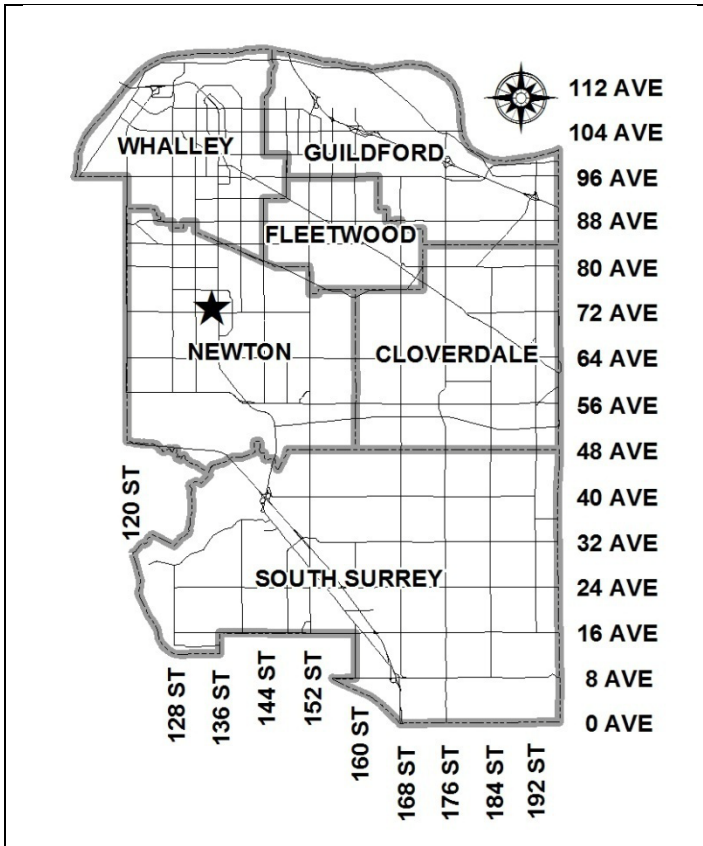 112 AVE
104 AVE
WHALLEY
GUILDFORD
96 AVE
88 AVE
FLEETWOOD
80 AVE
72 AVE
NEWTON
CLOVERDALE
64 AVE
56 AVE
48 AVE
120 ST
40 AVE
32 AVE
SOUTH SURREY
24 AVE
16 AVE
8 AVE
0 AVE
128 ST
136 ST
144 ST
152 ST
160 ST
168 ST
176 ST
184 ST
192 ST